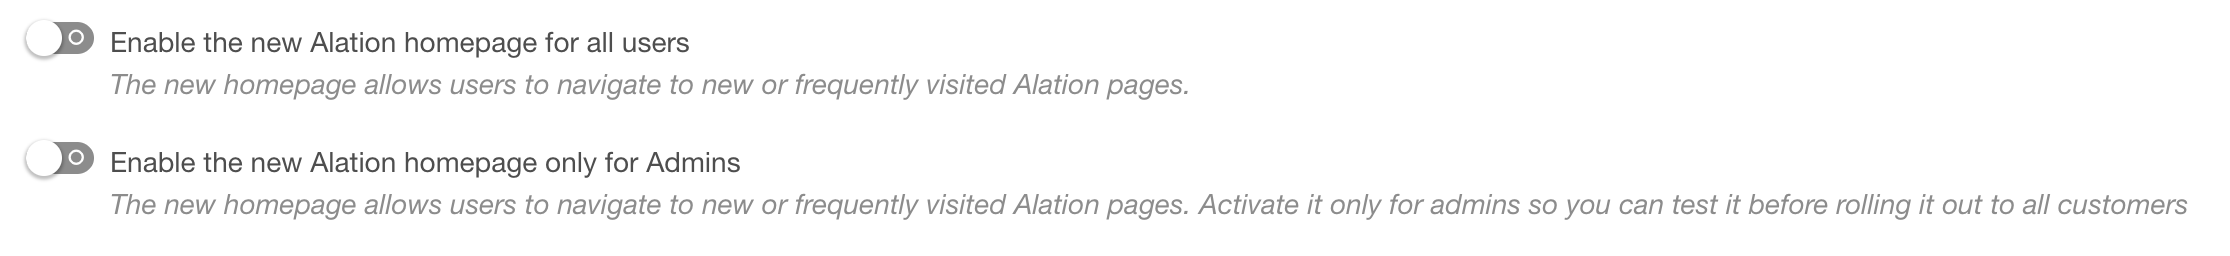 Enable the new Alation homepage for all users
The new homepage allows users to navigate to new or frequently visited Alation pages.
Enable the new Alation homepage only for Admins
The new homepage allows users to navigate to new or frequently visited Alation pages. Activate it only for admins so you can test it before rolling it out to all customers